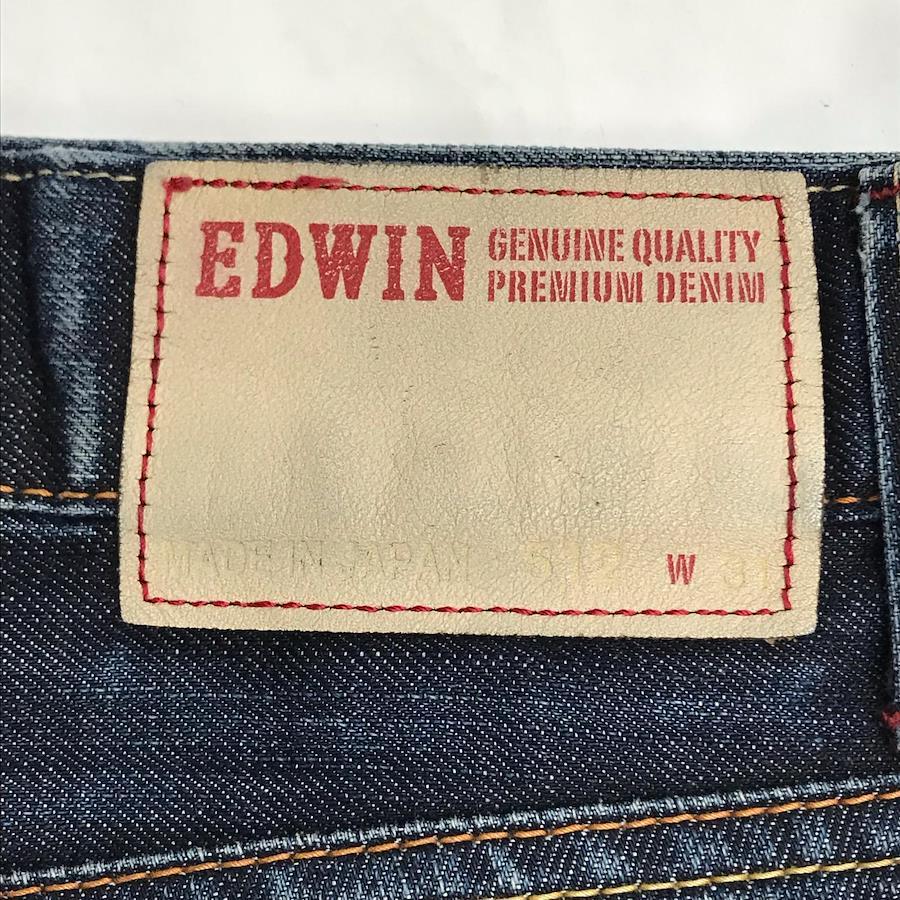 EDWIN
GENUINE QUALITY
PREMIUM DENIM
MADE IN JAPAN W 31